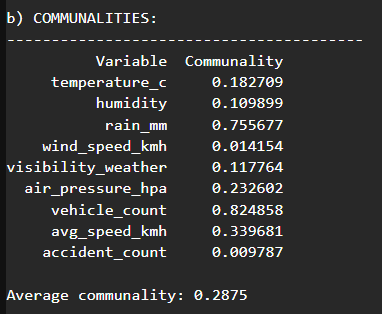 b) COMMUNALITIES:
----------------------------------------
Variable Communality
temperature_c 0.182709
humidity 0.109899
rain_mm 0.755677
wind_speed_kmh 0.014154
visibility_weather 0.117764
air_pressure_hpa 0.232602
vehicle_count 0.824858
avg_speed_kmh 0.339681
accident_count 0.009787
Average communality: 0.2875